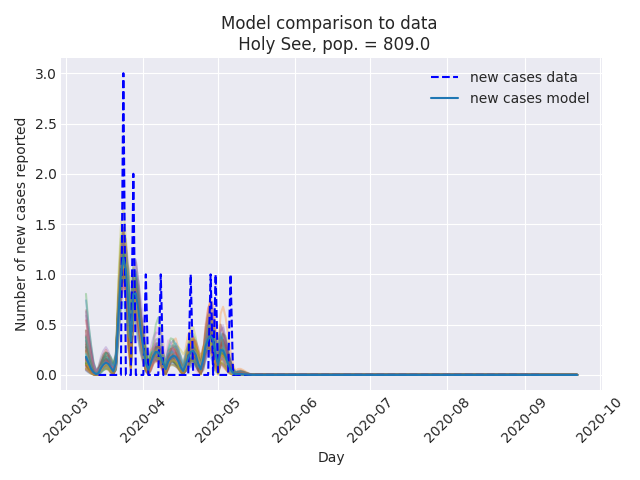 Model comparison to data
Holy See, pop. = 809.0
new cases data
new cases model
Number of new cases reported
3.0
2.5
2.0
1.5
1.0
0.5
0.0
2020-03
2020-04
2020-05
2020-06
2020-07
2020-08
2020-09
2020-10
Day